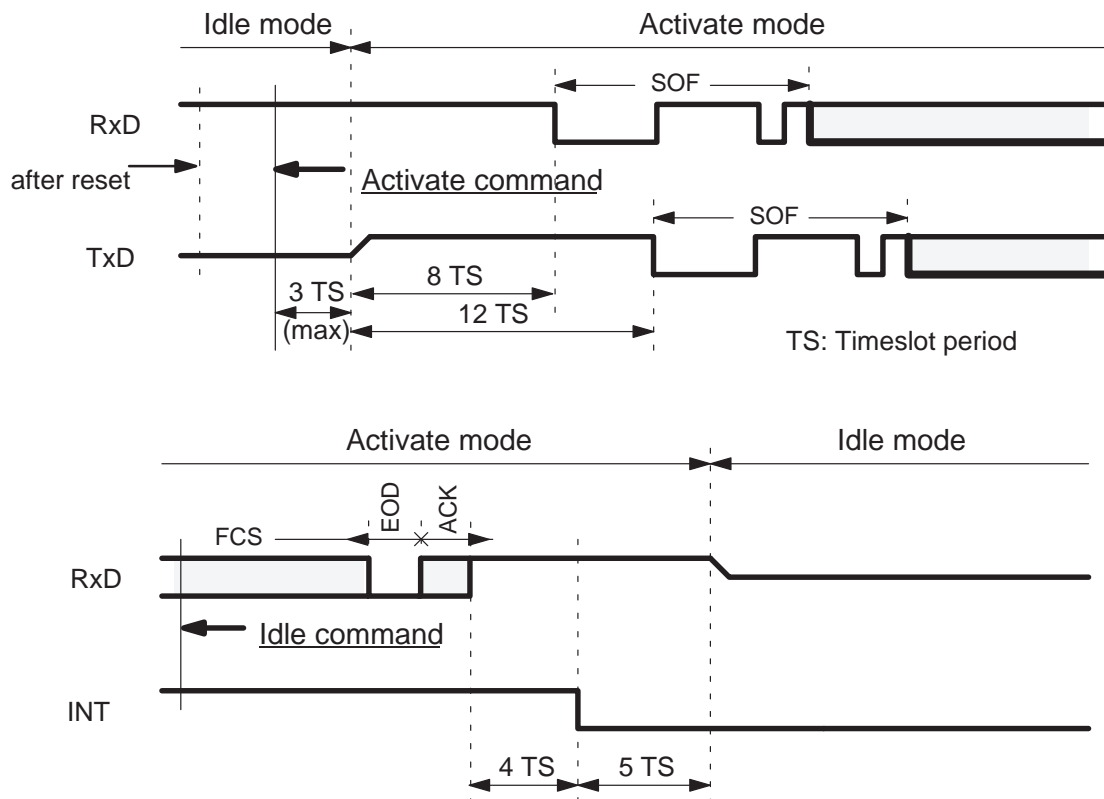 Idle mode
Activate mode
SOF
RxD
after reset
Activate command
SOF
TxD
8 TS
3 TS
(max)
12 TS
TS: Timeslot period
Activate mode
Idle mode
EOD
ACK
FCS
RxD
Idle command
INT
4 TS
5 TS